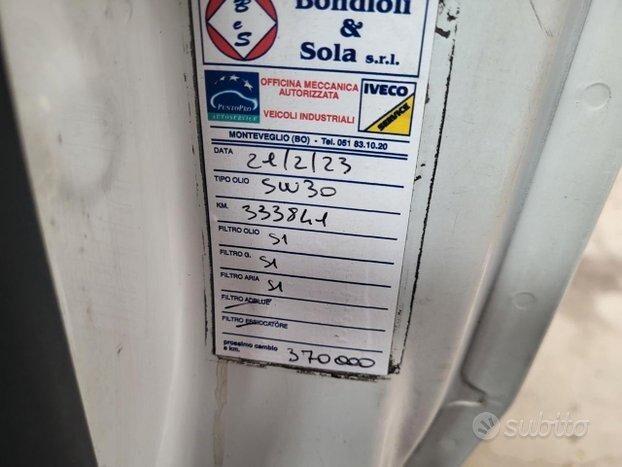 B e S
Bondioli
&
Sola s.r.l.
PUNTOPRO
AUTOSERVICE
OFFICINA MECCANICA
AUTORIZZATA
VEICOLI INDUSTRIALI
IVECO
SERVICE
MONTEVEGLIO (BO) - Tel. 051 83.10.20
DATA 21/2/23
TIPO OLIO 5W30
KM. 333841
FILTRO OLIO SI
FILTRO G. SI
FILTRO ARIA SI
FILTRO ADBLUE
FILTRO ESSICCATORE
prossimo cambio
a km. 370000
subito